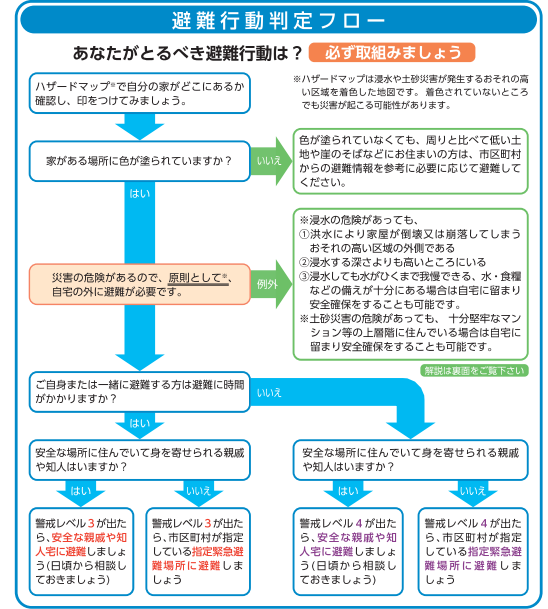 避難行動判定フロー
あなたがとるべき避難行動は？ 必ず取組みましょう
ハザードマップ※で自分の家がどこにあるか
確認し、印をつけてみましょう。
※ハザードマップは浸水や土砂災害が発生するおそれの高
い区域を着色した地図です。着色されていないところ
でも災害が起こる可能性があります。
家がある場所に色が塗られていますか？
いいえ
色が塗られていなくても、周りと比べて低い土
地や崖のそばなどにお住まいの方は、市区町村
からの避難情報を参考に必要に応じて避難して
ください。
はい
災害の危険があるので、原則として※、
自宅の外に避難が必要です。
例外
※浸水の危険があっても、
①洪水により家屋が倒壊又は崩落してしまう
おそれの高い区域の外側である
②浸水する深さよりも高いところにいる
③浸水しても水がひくまで我慢できる、水・食糧
などの備えが十分にある場合は自宅に留まり
安全確保をすることも可能です。
※土砂災害の危険があっても、十分堅牢なマン
ション等の上層階に住んでいる場合は自宅に
留まり安全確保をすることも可能です。
解説は裏面をご覧下さい
ご自身または一緒に避難する方は避難に時間
がかかりますか？
いいえ
はい
安全な場所に住んでいて身を寄せられる親戚
や知人はいますか？
安全な場所に住んでいて身を寄せられる親戚
や知人はいますか？
はい
いいえ
はい
いいえ
警戒レベル３が出た
ら、安全な親戚や知
人宅に避難しましょ
う(日頃から相談し
ておきましょう)
警戒レベル３が出た
ら、市区町村が指定
している指定緊急避
難場所に避難しま
しょう
警戒レベル４が出た
ら、安全な親戚や知
人宅に避難しましょ
う(日頃から相談し
ておきましょう)
警戒レベル４が出た
ら、市区町村が指定
している指定緊急避
難場所に避難しま
しょう